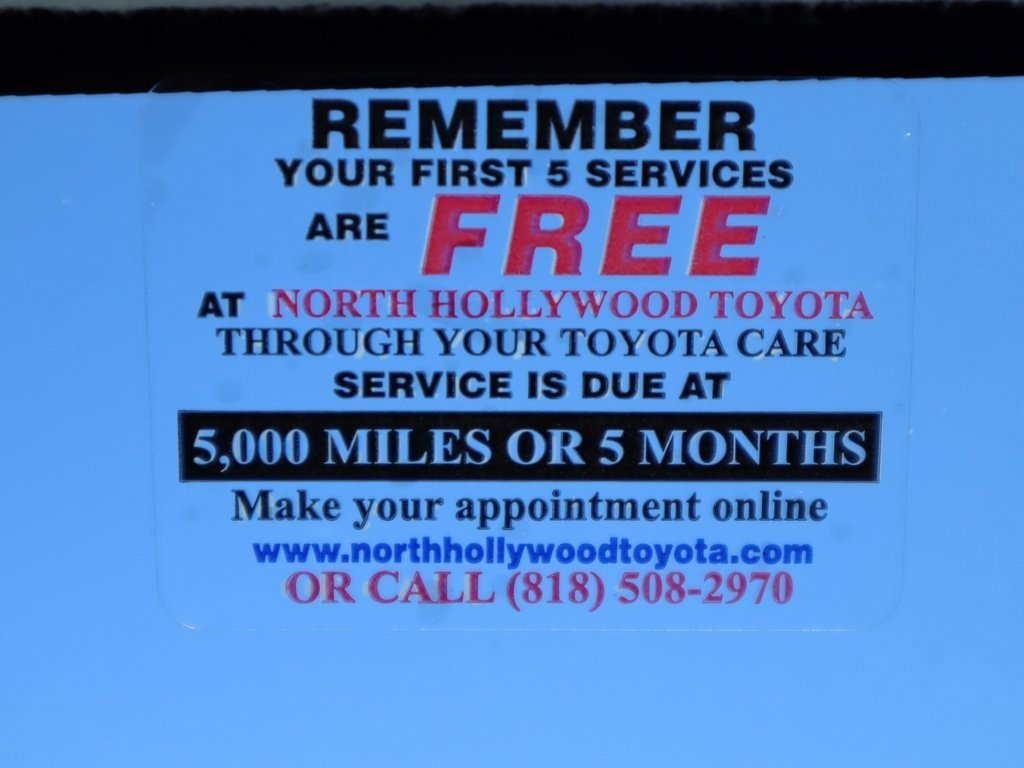 REMEMBER
YOUR FIRST 5 SERVICES
ARE FREE
AT NORTH HOLLYWOOD TOYOTA
THROUGH YOUR TOYOTA CARE
SERVICE IS DUE AT
5,000 MILES OR 5 MONTHS
Make your appointment online
www.northhollywoodtoyota.com
OR CALL (818) 508-2970